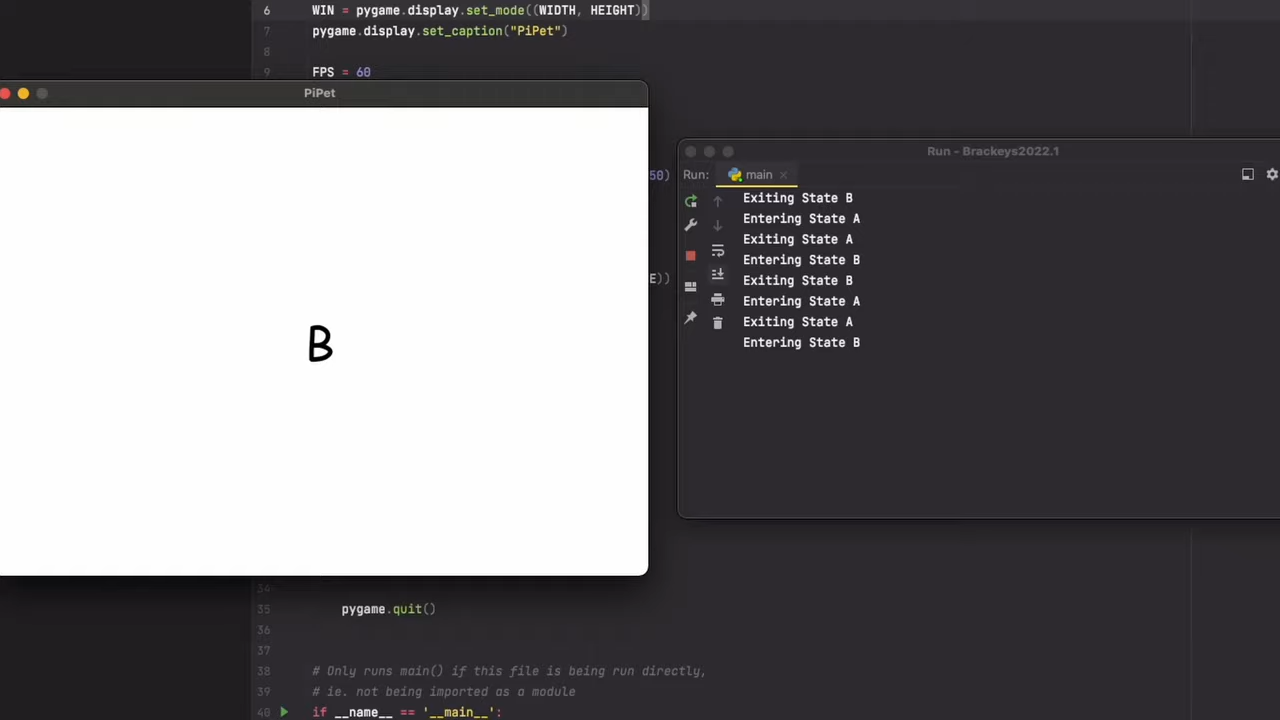 6 WIN = pygame.display.set_mode((WIDTH, HEIGHT))
7 pygame.display.set_caption("PiPet")
8
9 FPS = 60
PiPet
B
50)
E))
Run - Brackeys2022.1
Run: main
Exiting State B
Entering State A
Exiting State A
Entering State B
Exiting State B
Entering State A
Exiting State A
Entering State B
34
35 pygame.quit()
36
37
38 # Only runs main() if this file is being run directly,
39 # ie. not being imported as a module
40 if __name__ == '__main__':